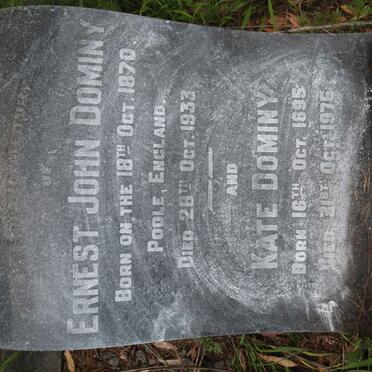 OF
ERNEST JOHN DOMINY
BORN ON THE 18TH OCT. 1870
POOLE, ENGLAND.
DIED 28TH OCT. 1933
AND
KATE DOMINY
BORN 16TH OCT. 1895
DIED 31ST OCT. 1975